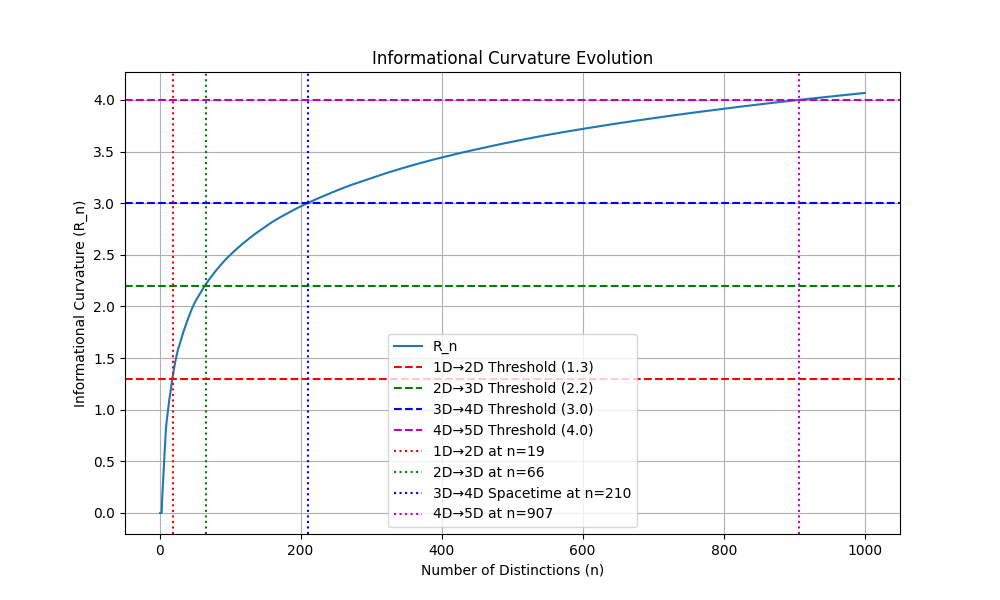 Informational Curvature Evolution
Informational Curvature (R_n)
4.0
3.5
3.0
2.5
2.0
1.5
1.0
0.5
0.0
R_n
1D→2D Threshold (1.3)
2D→3D Threshold (2.2)
3D→4D Threshold (3.0)
4D→5D Threshold (4.0)
1D→2D at n=19
2D→3D at n=66
3D→4D Spacetime at n=210
4D→5D at n=907
0 200 400 600 800 1000
Number of Distinctions (n)